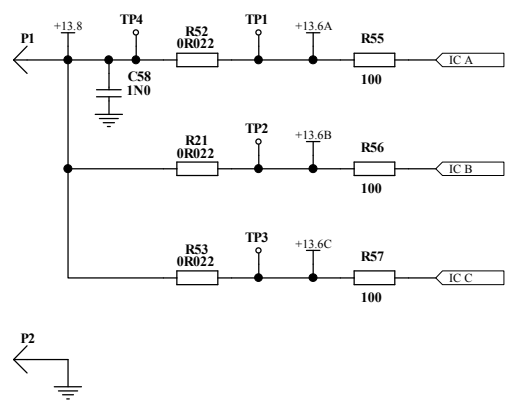 P1
+13.8
TP4
R52
0R022
TP1
+13.6A
R55
100
IC A
C58
1N0
R21
0R022
TP2
+13.6B
R56
100
IC B
R53
0R022
TP3
+13.6C
R57
100
IC C
P2